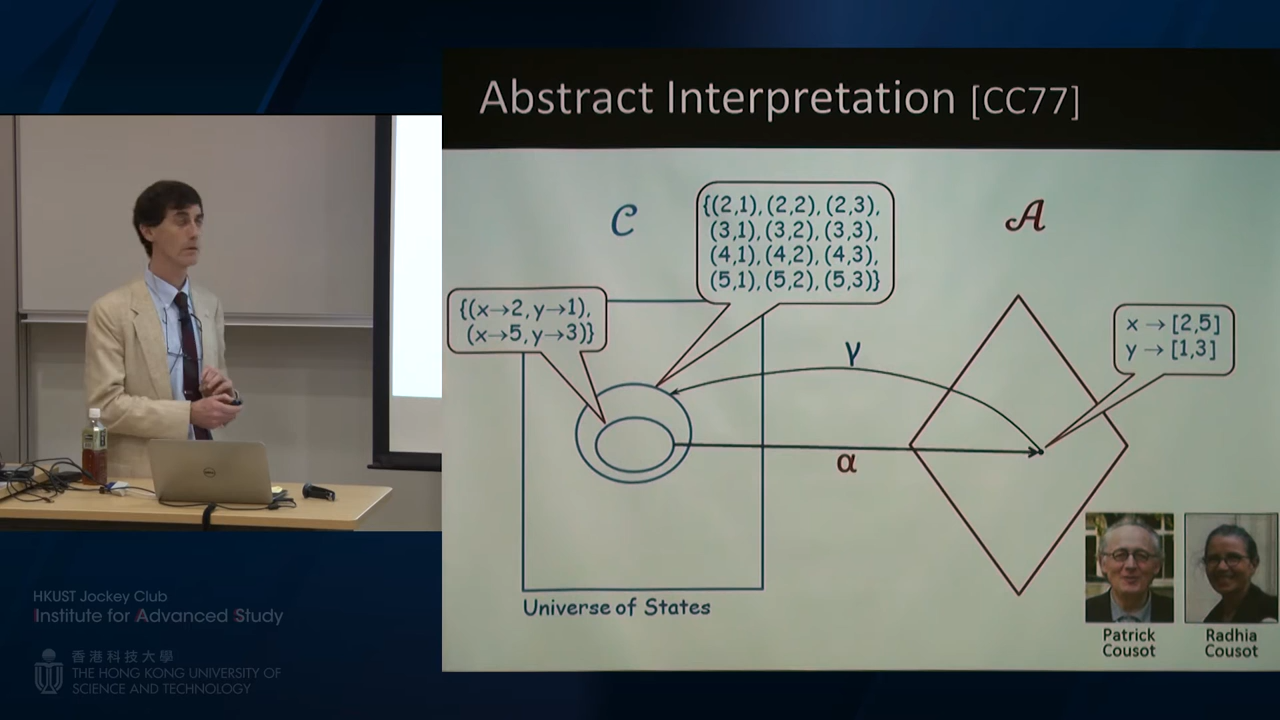 Abstract Interpretation [CC77]
C
{(2,1), (2,2), (2,3),
(3,1), (3,2), (3,3),
(4,1), (4,2), (4,3),
(5,1), (5,2), (5,3)}
A
{(x→2, y→1),
(x→5, y→3)}
x → [2,5]
y → [1,3]
γ
α
Universe of States
Patrick
Cousot
Radhia
Cousot
DELL
HKUST Jockey Club
Institute for Advanced Study
香港科技大學
THE HONG KONG UNIVERSITY OF
SCIENCE AND TECHNOLOGY